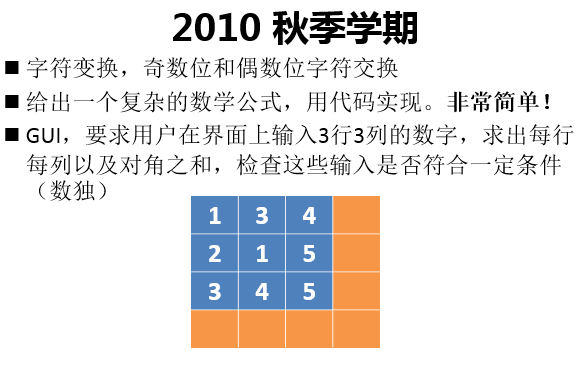 2010 秋季学期
■ 字符变换，奇数位和偶数位字符交换
■ 给出一个复杂的数学公式，用代码实现。非常简单！
■ GUI，要求用户在界面上输入3行3列的数字，求出每行
每列以及对角之和，检查这些输入是否符合一定条件
（数独）
1 3 4
2 1 5
3 4 5